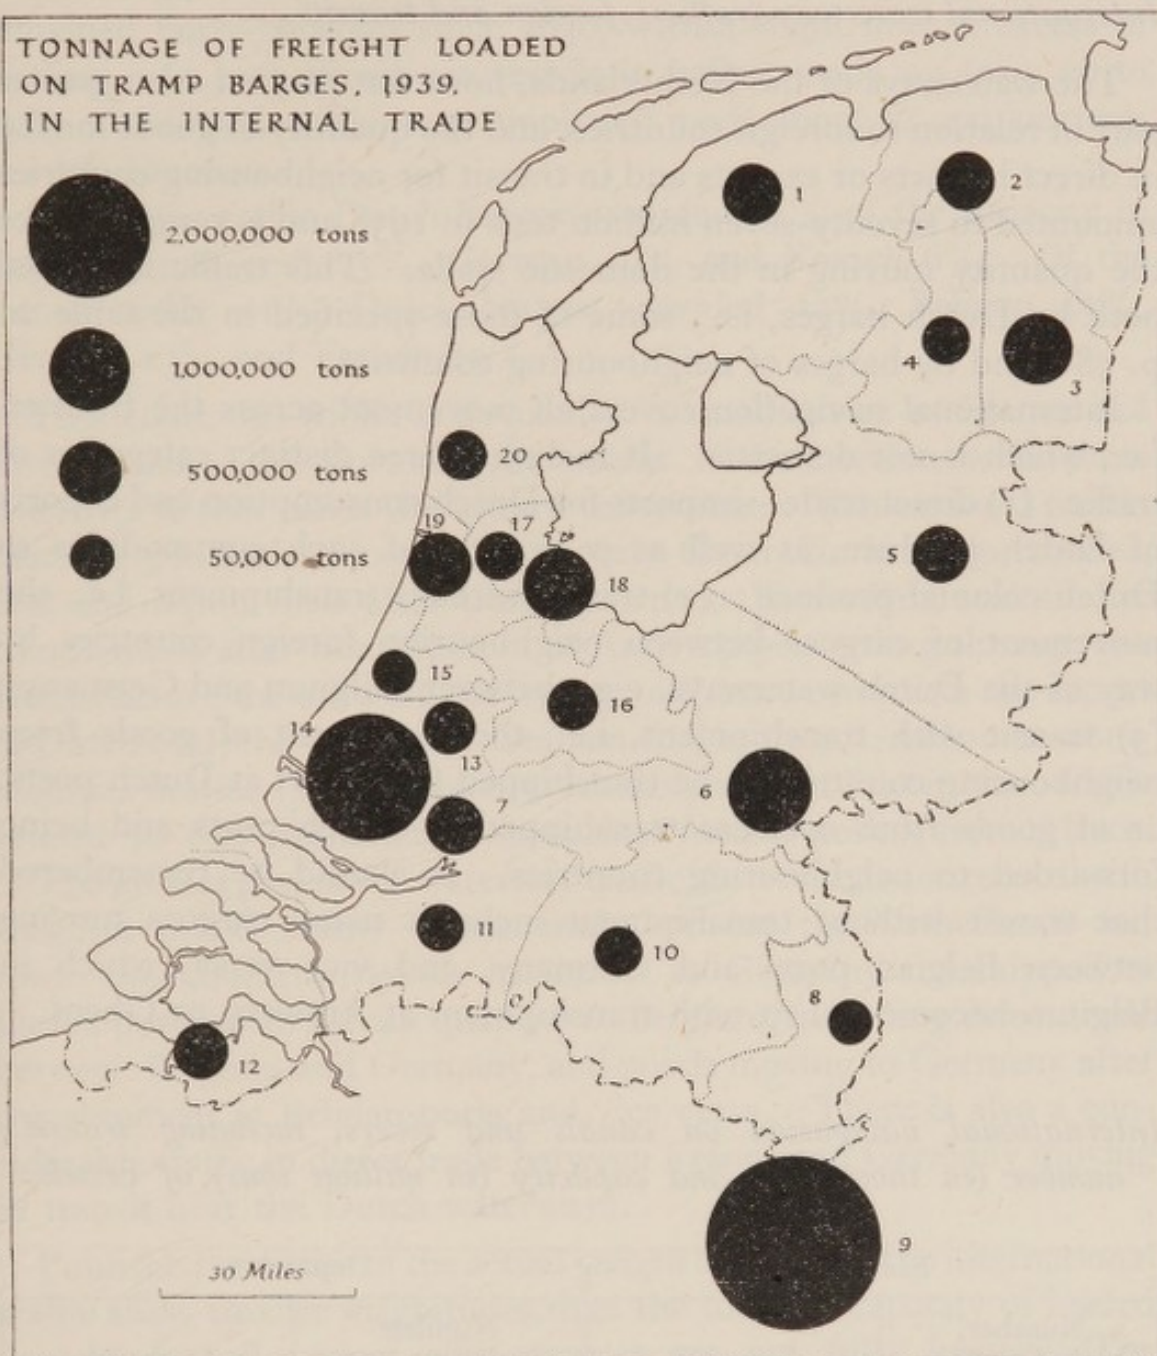 TONNAGE OF FREIGHT LOADED
ON TRAMP BARGES, 1939.
IN THE INTERNAL TRADE
2,000,000 tons
1,000,000 tons
500,000 tons
50,000 tons
1
2
4
3
20
19
17
5
18
15
16
14
13
6
7
11
10
8
12
9
30 Miles